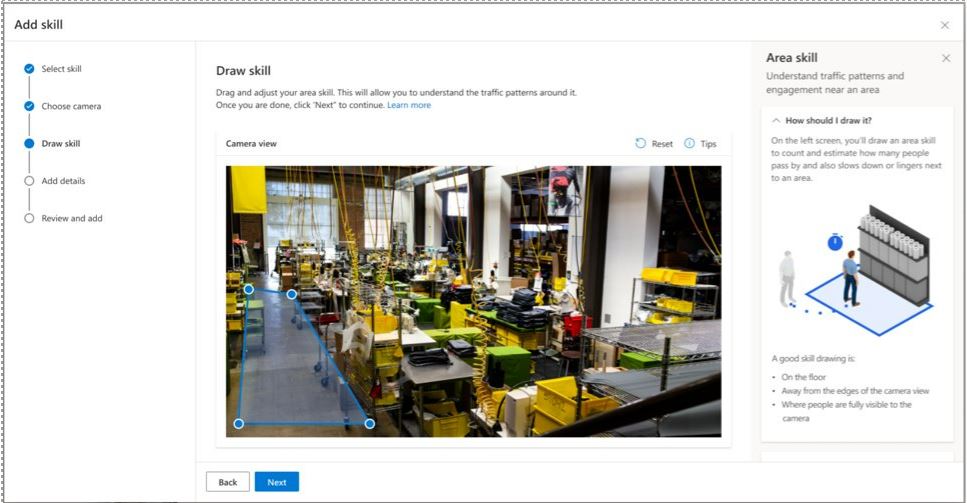 Add skill
Select skill
Choose camera
Draw skill
Add details
Review and add
Draw skill
Drag and adjust your area skill. This will allow you to understand the traffic patterns around it.
Once you are done, click 'Next" to continue. Learn more
Camera view
Reset
Tips
Back
Next
Area skill
Understand traffic patterns and
engagement near an area
How should I draw it?
On the left screen, you'll draw an area skill
to count and estimate how many people
pass by and also slows down or lingers next
to an area.
A good skill drawing is:
• On the floor
• Away from the edges of the camera view
• Where people are fully visible to the
camera